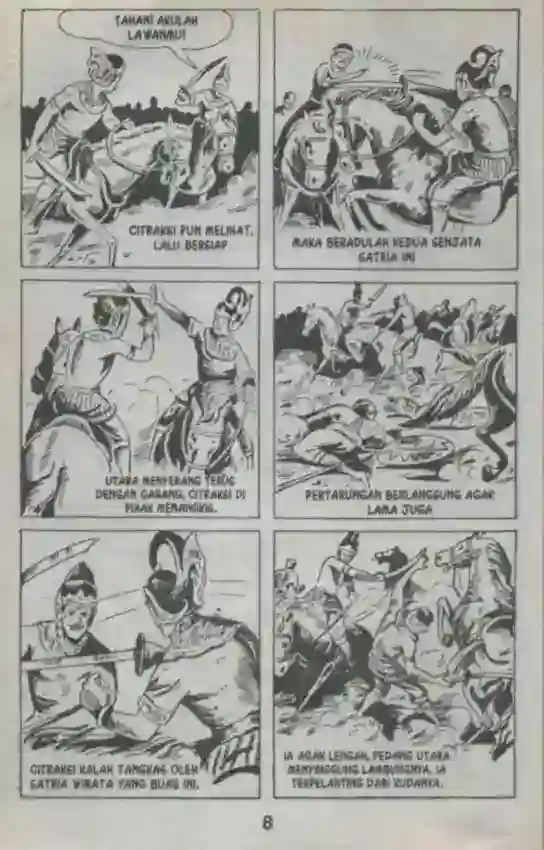 TAHAN! AKULAH
LAWANMU!
CITRAKSI PUN MELIHAT,
LALU BERSIAP
MAKA BERADULAH KEDUA SENJATA
SATRIA INI
UTARA MENYERANG TERUS
DENGAN GARANG, CITRAKSI DI
PIHAK MENANGKIS.
PERTARUNGAN BERLANGSUNG AGAK
LAMA JUGA
CITRAKSI KALAH TANGKAS OLEH
SATRIA WIRATA YANG BUAS INI.
IA AGAK LENGAH, PEDANG UTARA
MENYINGGUNG LAMBUNGNYA. IA
TERPELANTING DARI KUDANYA.
8